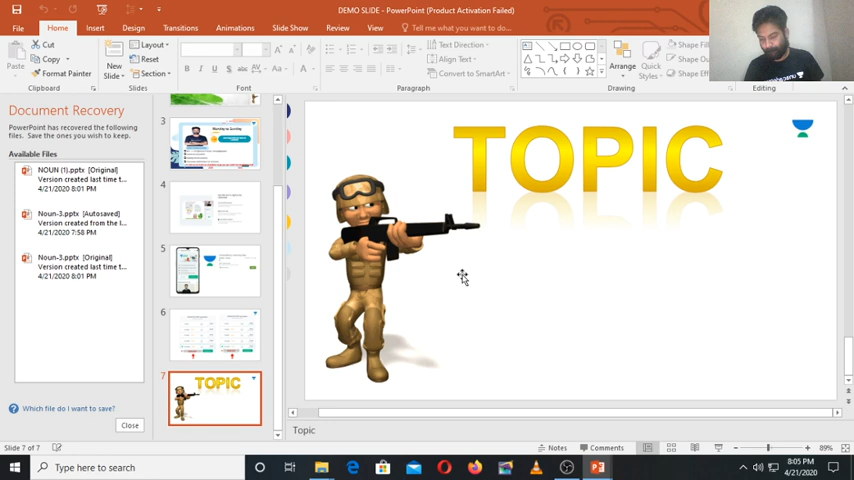 DEMO SLIDE - PowerPoint (Product Activation Failed)
File
Home
Insert
Design
Transitions
Animations
Slide Show
Review
View
Tell me what you want to do...
Cut
Copy
Format Painter
Paste
Clipboard
New
Slide
Layout
Reset
Section
Slides
B I U S abc AV Aa A
Font
Text Direction
Align Text
Convert to SmartArt
Paragraph
Arrange
Quick
Styles
Shape Fill
Shape Ou
Shape Eff
Drawing
Editing
Document Recovery
PowerPoint has recovered the following
files. Save the ones you wish to keep.
Available Files
NOUN (1).pptx [Original]
Version created last time t...
4/21/2020 8:01 PM
Noun-3.pptx [Autosaved]
Version created from the l...
4/21/2020 7:58 PM
Noun-3.pptx [Original]
Version created last time t...
4/21/2020 8:01 PM
Which file do I want to save?
Close
3
4
5
6
7
TOPIC
TOPIC
Topic
Slide 7 of 7
Notes
Comments
89%
Type here to search
8:05 PM
4/21/2020